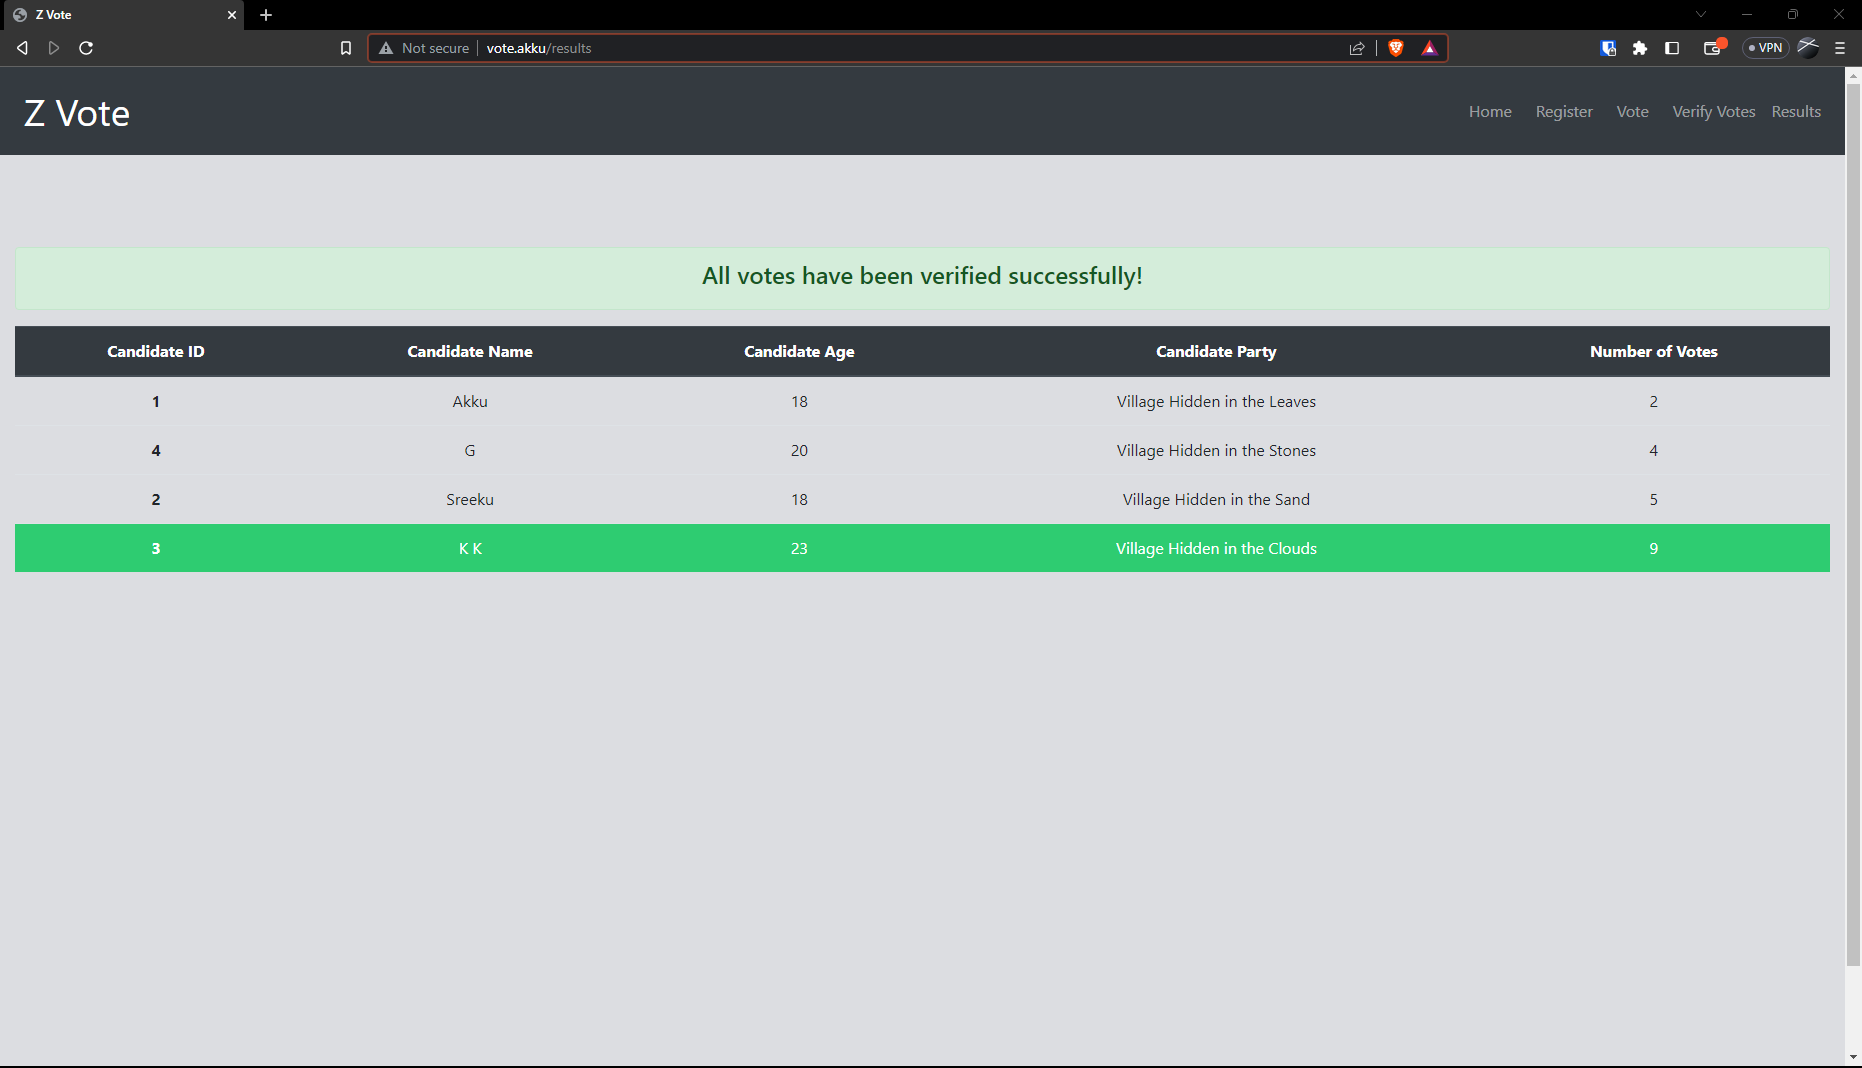 Z Vote
Not secure vote.akku/results
VPN
Z Vote
Home Register Vote Verify Votes Results
All votes have been verified successfully!
Candidate ID Candidate Name Candidate Age Candidate Party Number of Votes
1 Akku 18 Village Hidden in the Leaves 2
4 G 20 Village Hidden in the Stones 4
2 Sreeku 18 Village Hidden in the Sand 5
3 K K 23 Village Hidden in the Clouds 9